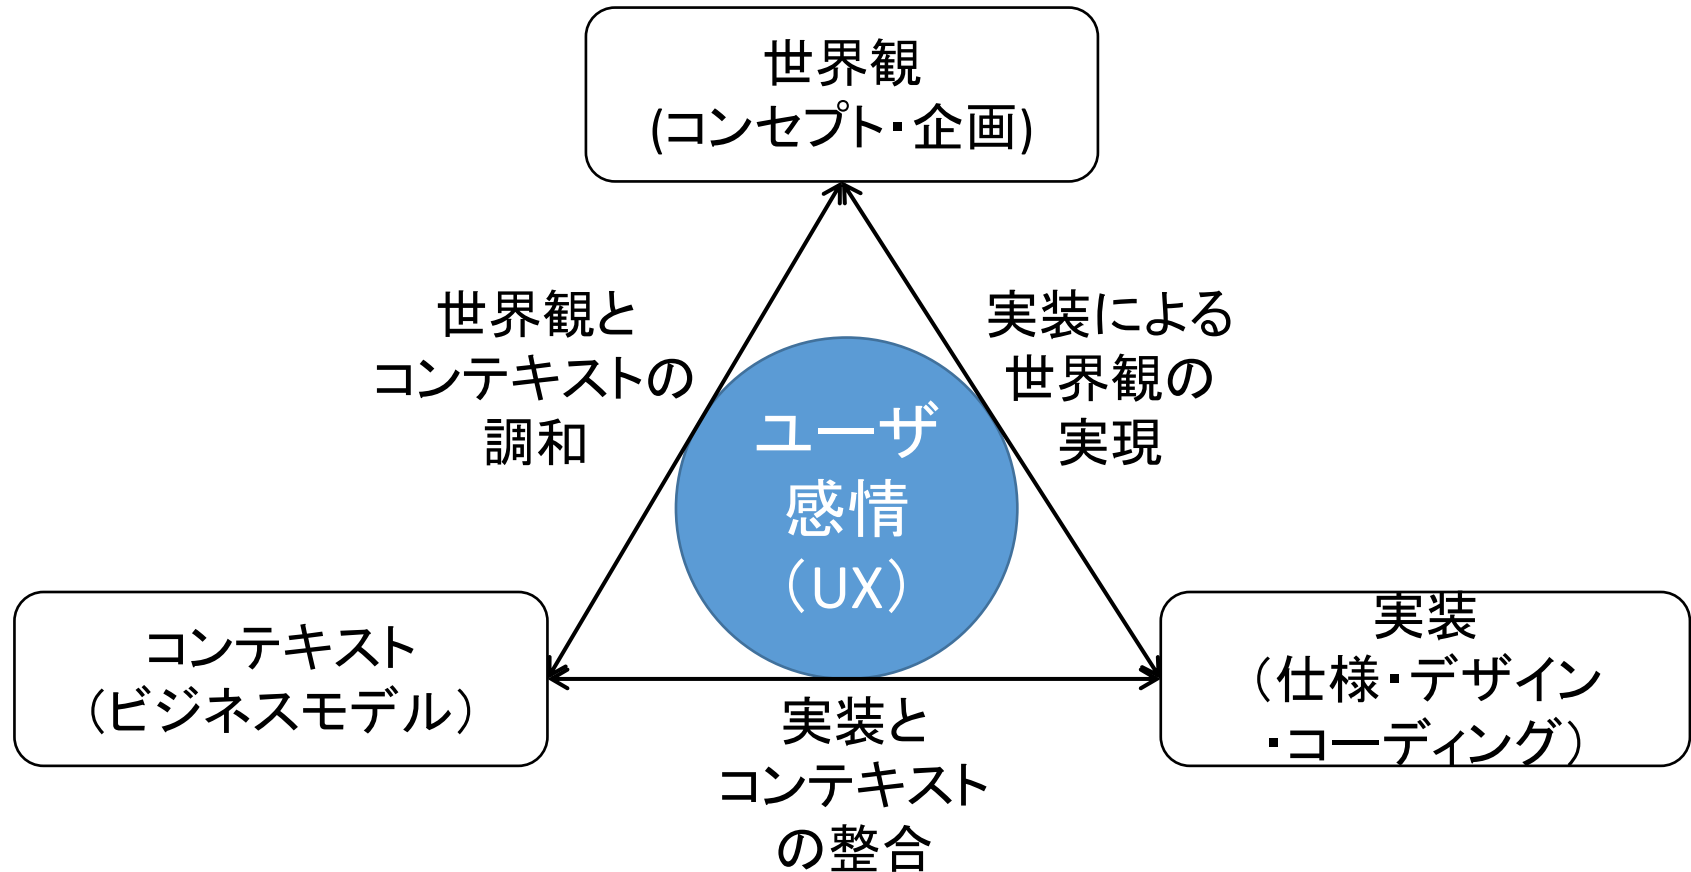 世界観
(コンセプト・企画)
世界観と
コンテキストの
調和
実装による
世界観の
実現
ユーザ
感情
（UX）
コンテキスト
（ビジネスモデル）
実装
（仕様・デザイン
・コーディング）
実装と
コンテキスト
の整合